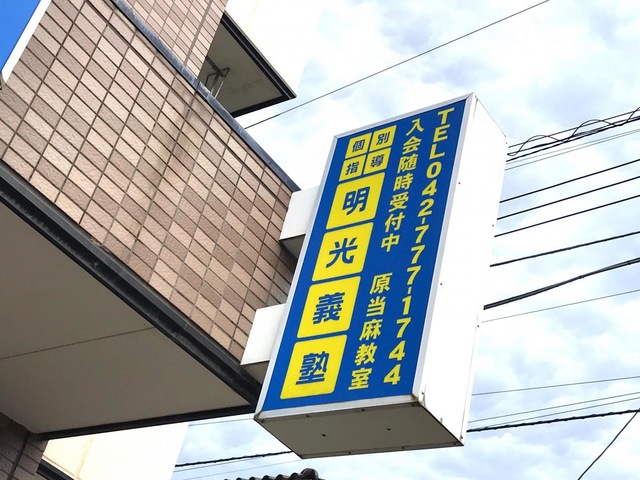 個別
指導
明光義塾
入会随時受付中 原当麻教室
TEL042-777-1744